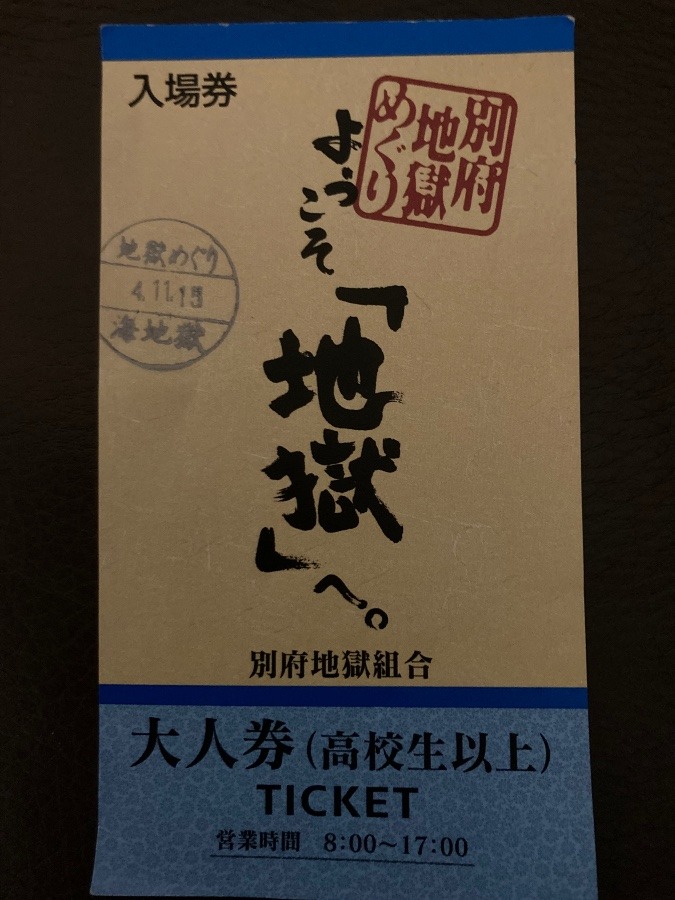 入場券
別府
地獄
めぐり
ようこそ
「地獄」へ。
地獄めぐり
4.11.15
海地獄
別府地獄組合
大人券(高校生以上)
TICKET
営業時間 8:00～17:00